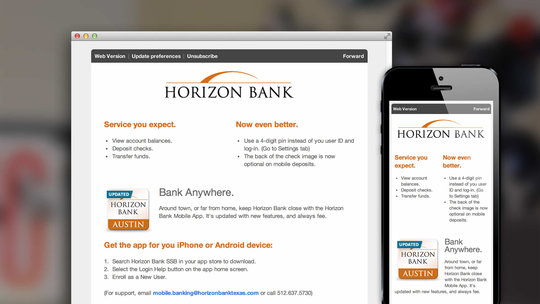 Web Version | Update preferences | Unsubscribe Forward
HORIZON BANK
Service you expect. Now even better.
• View account balances.
• Deposit checks.
• Transfer funds.
• Use a 4-digit pin instead of you user ID and
log-in. (Go to Settings tab)
• The back of the check image is now
optional on mobile deposits.
UPDATED
HORIZON
BANK
AUSTIN
Bank Anywhere.
Around town, or far from home, keep Horizon Bank close with the Horizon
Bank Mobile App. It's updated with new features, and always fee.
Get the app for you iPhone or Android device:
1. Search Horizon Bank SSB in your app store to download.
2. Select the Login Help button on the app home screen.
3. Enroll as a New User.
(For support, email mobile.banking@horizonbanktexas.com or call 512.637.5730)
Web Version Forward
HORIZON BANK
Service you
expect.
• View account
balances.
• Deposit checks.
• Transfer funds.
Now even
better.
• Use a 4-digit pin
instead of you user
ID and log-in. (Go
to Settings tab)
• The back of the
check image is now
optional on mobile
deposits.
UPDATED
HORIZON
BANK
AUSTIN
Bank
Anywhere.
Around town, or far
from home, keep
Horizon Bank close
with the Horizon
Bank Mobile App. It's
updated with new
features, and always